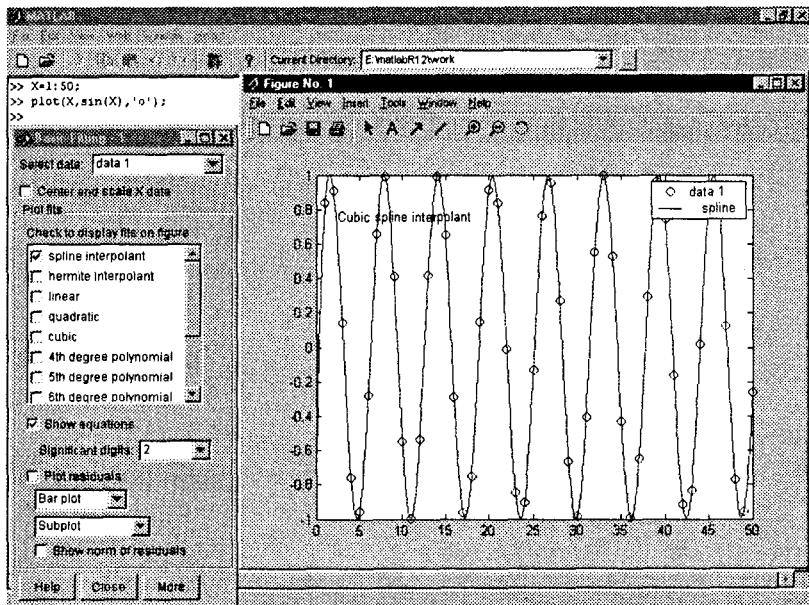 MATLAB
? Current Directory: E:\matlabR12\work
>> X=1:50;
>> plot(X,sin(X),'o');
>>
Select data: data 1
Center and scale X data
Plot fits
Check to display fits on figure
spline interpolant
hermite interpolant
linear
quadratic
cubic
4th degree polynomial
5th degree polynomial
6th degree polynomial
Show equations
Significant digits: 2
Plot residuals
Bar plot
Subplot
Show norm of residuals
Help Close More
Figure No. 1
File Edit View Insert Tools Window Help
A
1
0.8
0.6
0.4
0.2
0
-0.2
-0.4
-0.6
-0.8
-1
Cubic spline interpolant
data 1
spline
0 5 10 15 20 25 30 35 40 45 50